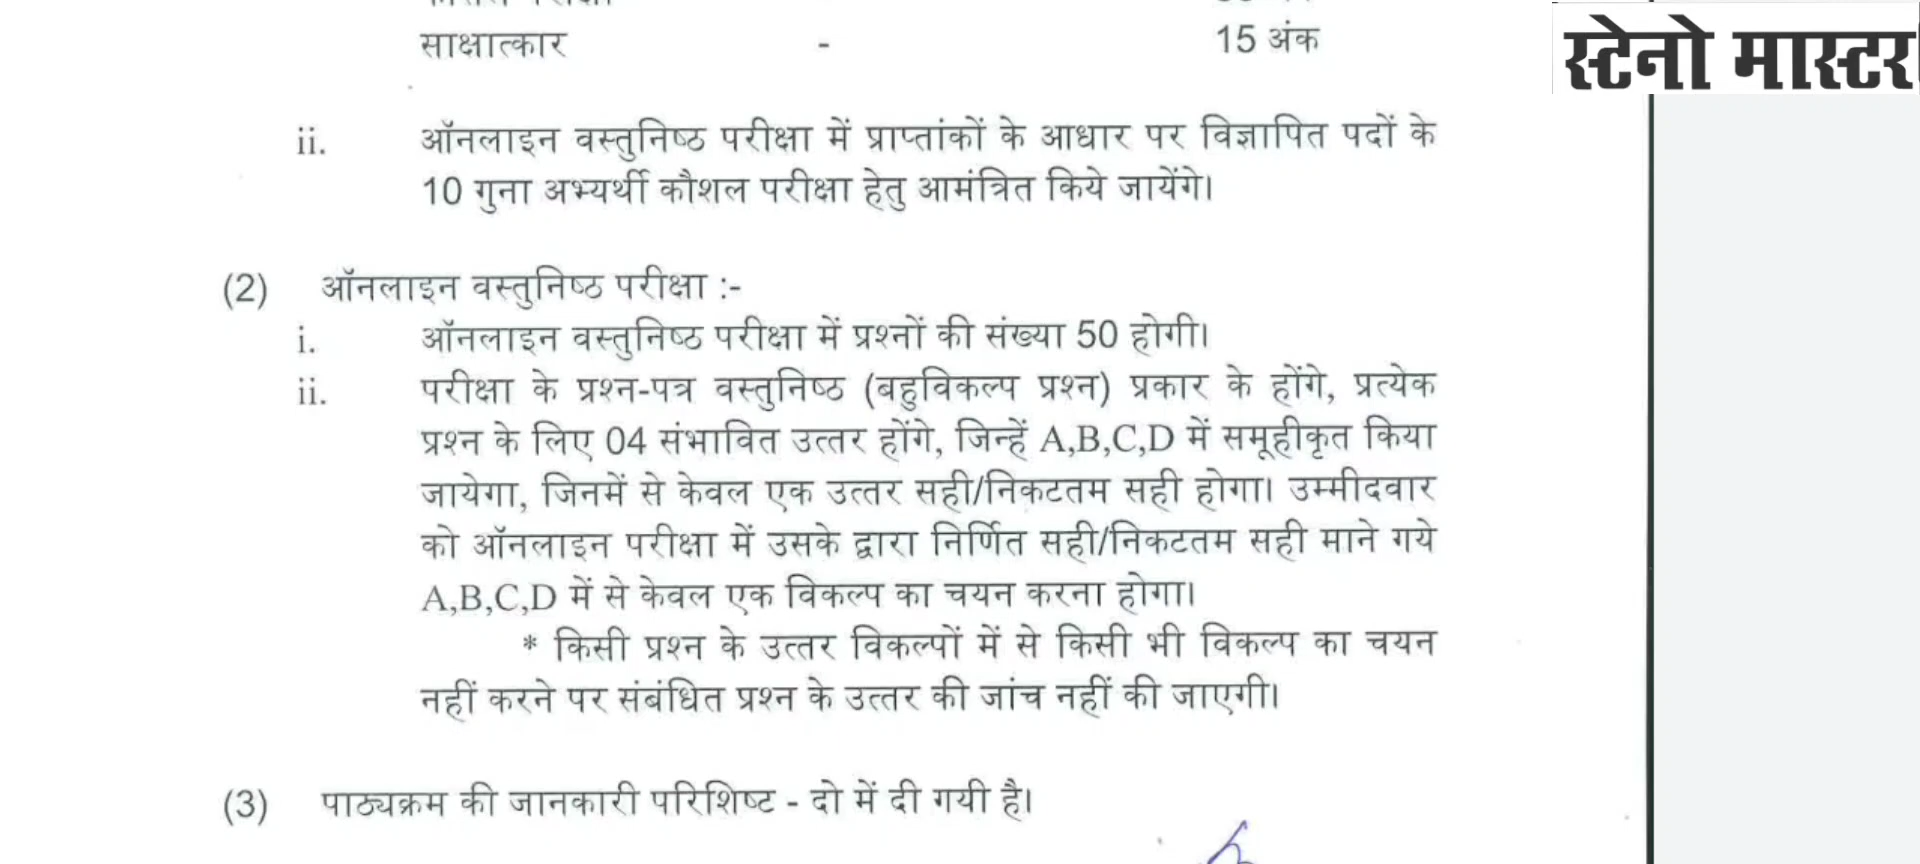 साक्षात्कार - 15 अंक
स्टेनो मास्टर
ii. ऑनलाइन वस्तुनिष्ठ परीक्षा में प्राप्तांकों के आधार पर विज्ञापित पदों के
10 गुना अभ्यर्थी कौशल परीक्षा हेतु आमंत्रित किये जायेंगे।
(2) ऑनलाइन वस्तुनिष्ठ परीक्षा :-
i. ऑनलाइन वस्तुनिष्ठ परीक्षा में प्रश्नों की संख्या 50 होगी।
ii. परीक्षा के प्रश्न-पत्र वस्तुनिष्ठ (बहुविकल्प प्रश्न) प्रकार के होंगे, प्रत्येक
प्रश्न के लिए 04 संभावित उत्तर होंगे, जिन्हें A,B,C,D में समूहीकृत किया
जायेगा, जिनमें से केवल एक उत्तर सही/निकटतम सही होगा। उम्मीदवार
को ऑनलाइन परीक्षा में उसके द्वारा निर्णित सही/निकटतम सही माने गये
A,B,C,D में से केवल एक विकल्प का चयन करना होगा।
* किसी प्रश्न के उत्तर विकल्पों में से किसी भी विकल्प का चयन
नहीं करने पर संबंधित प्रश्न के उत्तर की जांच नहीं की जाएगी।
(3) पाठ्यक्रम की जानकारी परिशिष्ट - दो में दी गयी है।